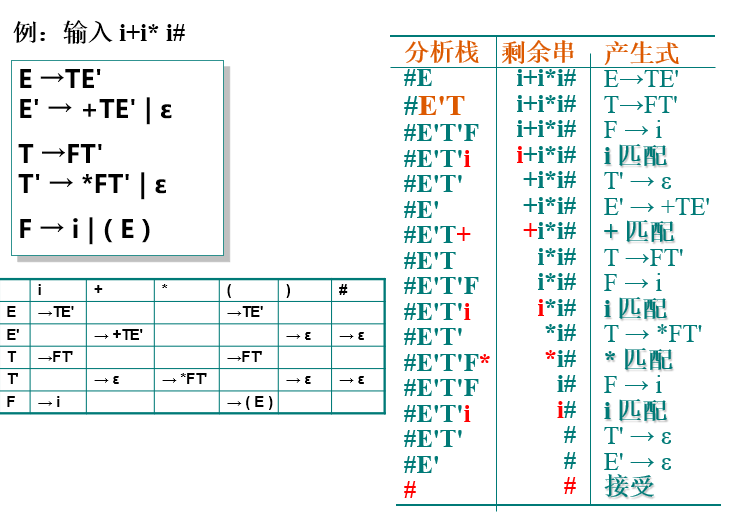 例：输入 i+i* i#
E →TE'
E' → +TE' | ε
T →FT'
T' → *FT' | ε
F → i | ( E )
i + * ( ) #
E →TE' →TE'
E' → +TE' → ε → ε
T →FT' →FT'
T' → ε → *FT' → ε → ε
F → i → ( E )
分析栈 剩余串 产生式
#E i+i*i# E→TE'
#E'T i+i*i# T→FT'
#E'T'F i+i*i# F → i
#E'T'i i+i*i# i 匹配
#E'T' +i*i# T' → ε
#E' +i*i# E' → +TE'
#E'T+ +i*i# + 匹配
#E'T i*i# T →FT'
#E'T'F i*i# F → i
#E'T'i i*i# i 匹配
#E'T' *i# T → *FT'
#E'T'F* *i# * 匹配
#E'T'F i# F → i
#E'T'i i# i 匹配
#E'T' # T' → ε
#E' # E' → ε
# # 接受